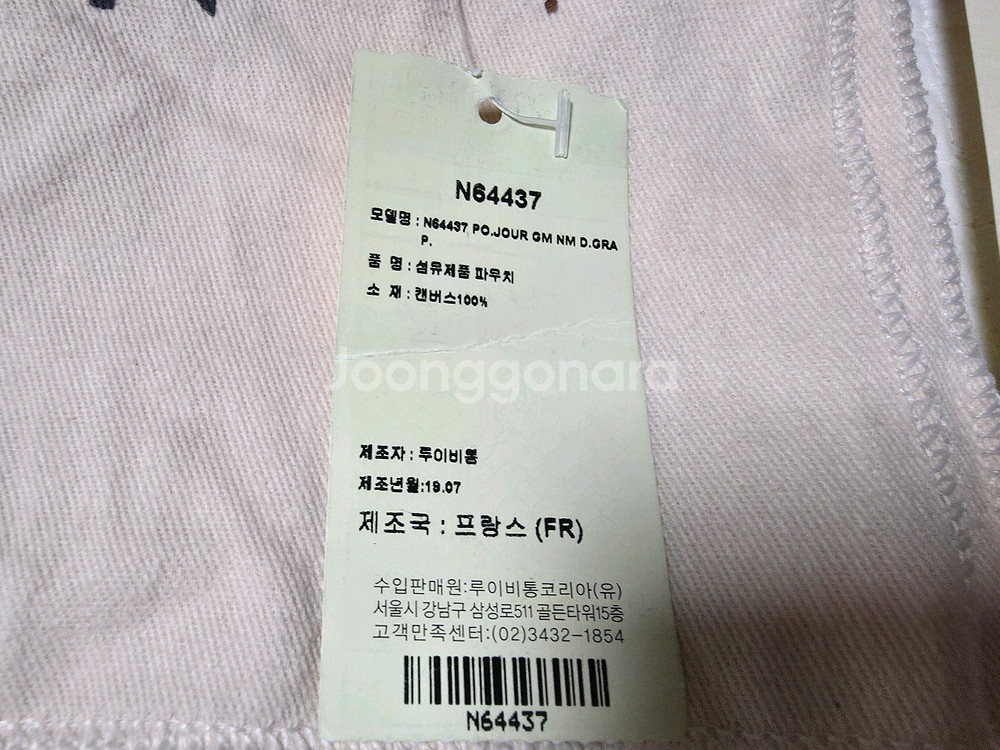 N64437
모델명 : N64437 PO.JOUR GM NM D.GRA
P.
품 명 : 섬유제품 파우치
소 재 : 캔버스100%
Joonggonara
제조자 : 루이비통
제조년월:19.07
제조국 : 프랑스 (FR)
수입판매원:루이비통코리아(유)
서울시 강남구 삼성로511 골든타워15층
고객만족센터:(02)3432-1854
N64437